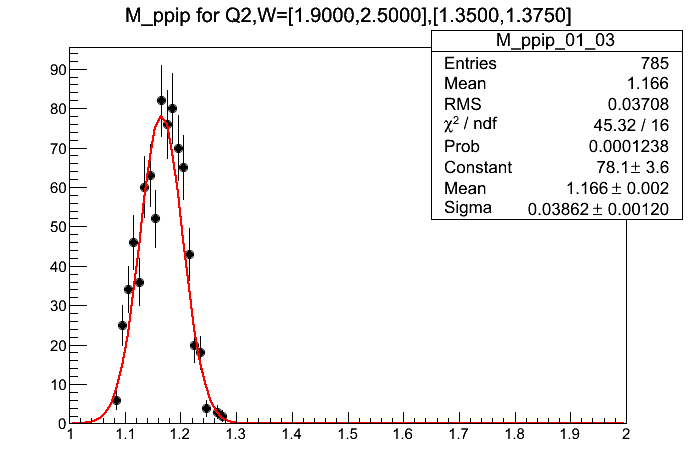 M_ppip for Q2,W=[1.9000,2.5000],[1.3500,1.3750]
M_ppip_01_03
Entries 785
Mean 1.166
RMS 0.03708
χ² / ndf 45.32 / 16
Prob 0.0001238
Constant 78.1± 3.6
Mean 1.166 ± 0.002
Sigma 0.03862 ± 0.00120
90
80
70
60
50
40
30
20
10
0
1 1.1 1.2 1.3 1.4 1.5 1.6 1.7 1.8 1.9 2